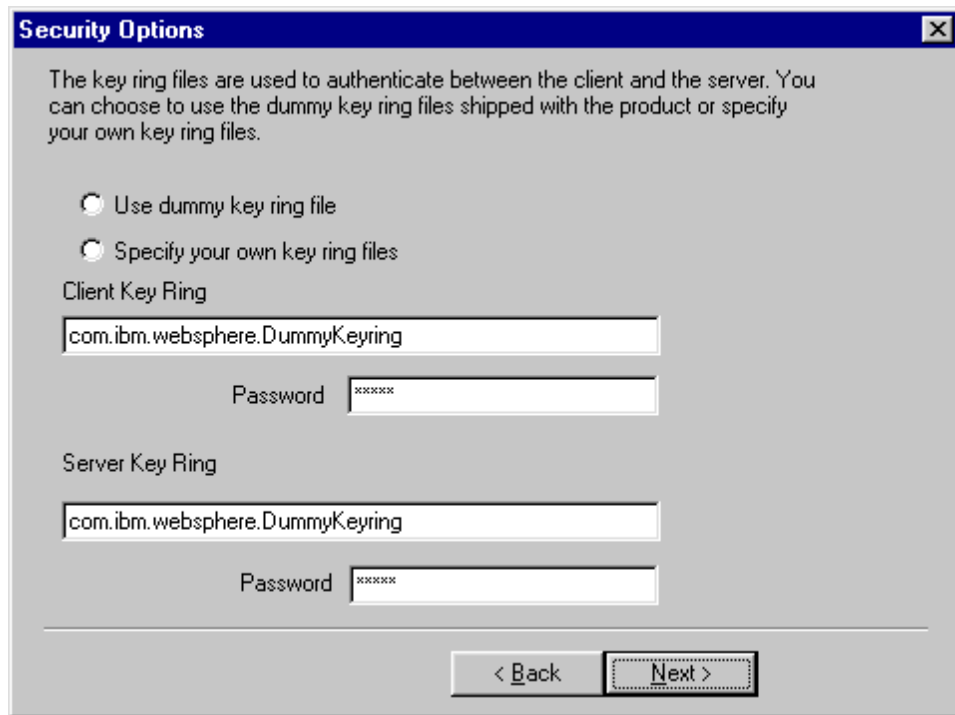 Security Options
The key ring files are used to authenticate between the client and the server. You
can choose to use the dummy key ring files shipped with the product or specify
your own key ring files.
Use dummy key ring file
Specify your own key ring files
Client Key Ring
com.ibm.websphere.DummyKeyring
Password *****
Server Key Ring
com.ibm.websphere.DummyKeyring
Password *****
< Back Next >